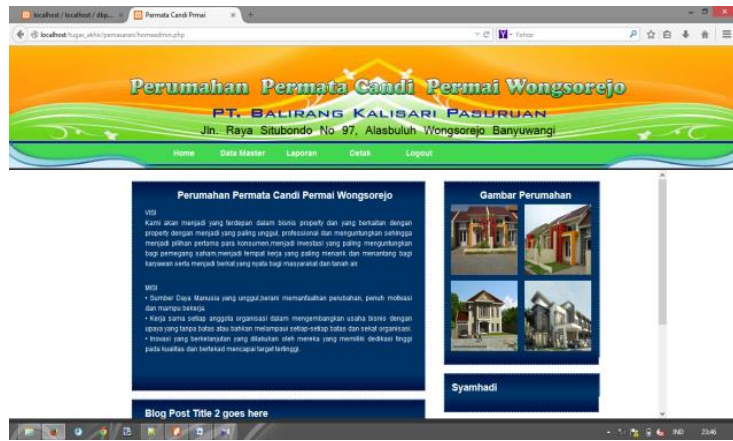 localhost / localhost / dbp...
Permata Candi Prmai
localhost/tugas_akhir/pemasaran/homeadmin.php
Yahoo
Perumahan Permata Candi Permai Wongsorejo
PT. BALIRANG KALISARI PASURUAN
Jln. Raya Situbondo No 97, Alasbuluh Wongsorejo Banyuwangi
Home Data Master Laporan Cetak Logout
Perumahan Permata Candi Permai Wongsorejo
VISI
Kami akan menjadi yang terdepan dalam bisnis property dan yang berkaitan dengan
property dengan menjadi yang paling unggul, professional dan menguntungkan sehingga
menjadi pilihan pertama para konsumen,menjadi investasi yang paling menguntungkan
bagi pemegang saham,menjadi tempat kerja yang paling menarik dan menantang bagi
karyawan serta menjadi berkat yang nyata bagi masyarakat dan tanah air
MISI
• Sumber Daya Manusia yang unggul,berani memanfaatkan perubahan, penuh motivasi
dan mampu bekerja.
• Kerja sama setiap anggota organisasi dalam mengembangkan usaha bisnis dengan
upaya yang tanpa batas atau bahkan melampaui setiap-setiap batas dan sekat organisasi.
• Inovasi yang berkelanjutan yang dilakukan oleh mereka yang memiliki dedikasi tinggi
pada kualitas dan bertekad mencapai target tertinggi.
Gambar Perumahan
Syamhadi
Blog Post Title 2 goes here
IND 23:46